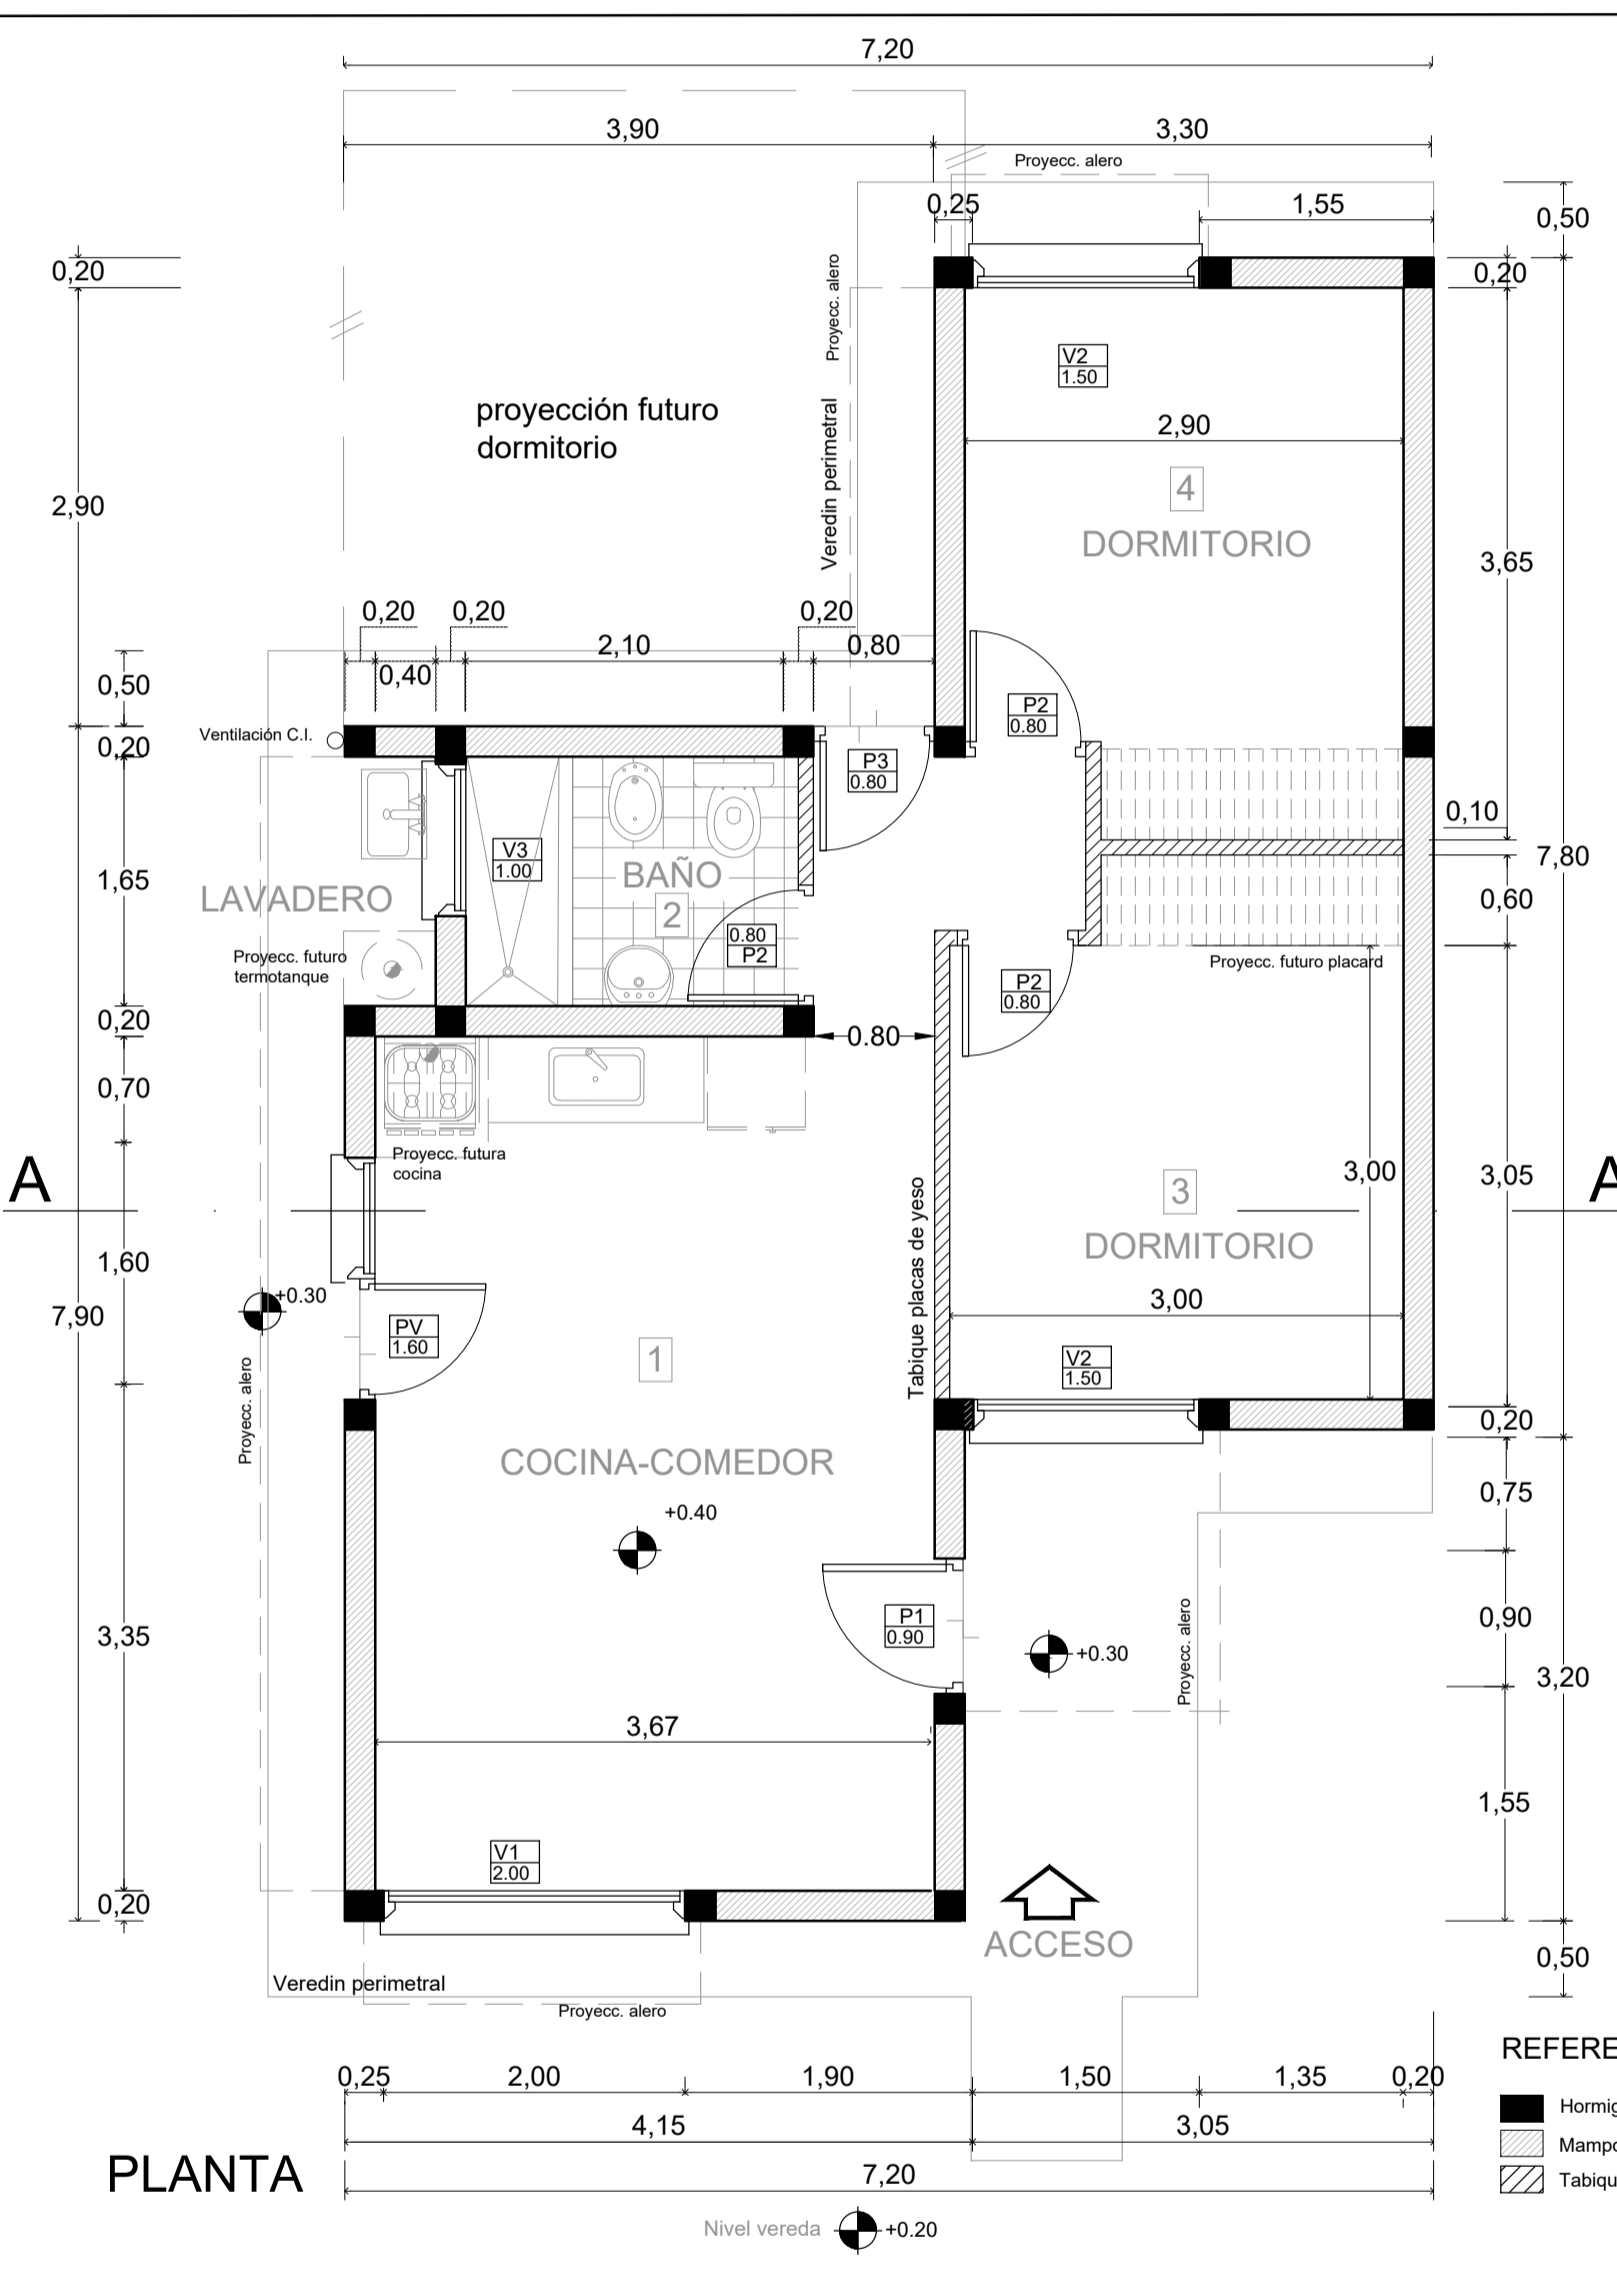 7,20
3,90
3,30
Proyecc. alero
0,25
1,55
0,50
0,20
0,20
Proyecc. alero
V2
1.50
Veredin perimetral
proyección futuro
dormitorio
2,90
4
2,90
DORMITORIO
3,65
0,20
0,20
0,20
2,10
0,80
0,40
0,50
P2
0.80
Ventilación C.I.
0,20
P3
0.80
0,10
V3
1.00
BAÑO
2
7,80
1,65
LAVADERO
0,60
0.80
P2
Proyecc. futuro
termotanque
Proyecc. futuro placard
P2
0.80
0,20
0.80
0,70
Proyecc. futura
cocina
A
3,00
3,05
A
3
Tabique placas de yeso
DORMITORIO
1,60
+0.30
3,00
7,90
PV
1.60
1
V2
1.50
Proyecc. alero
0,20
COCINA-COMEDOR
0,75
+0.40
P1
0.90
0,90
3,35
+0.30
Proyecc. alero
3,20
3,67
1,55
V1
2.00
0,20
ACCESO
0,50
Veredin perimetral
Proyecc. alero
REFERE
0,25
2,00
1,90
1,50
1,35
0,20
Hormig
4,15
3,05
Mampo
PLANTA
7,20
Tabiqu
Nivel vereda
+0.20